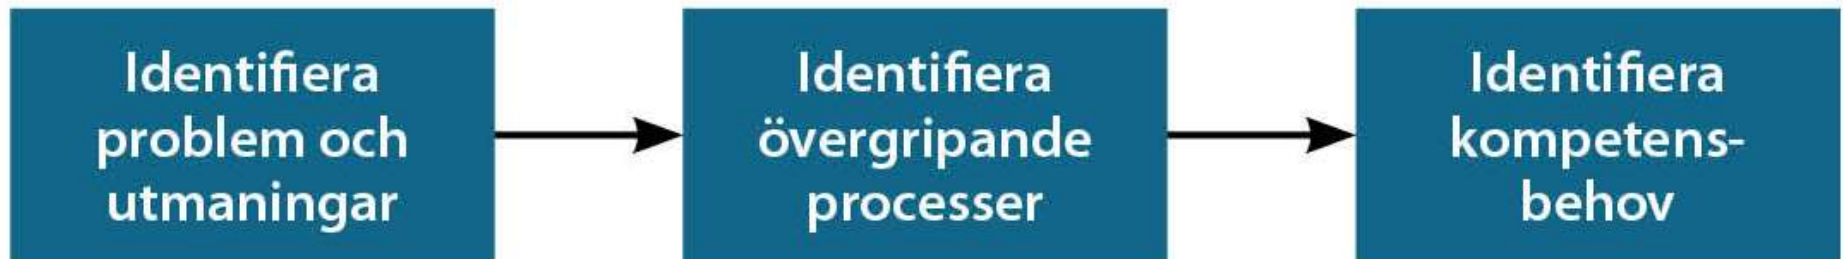 Identifiera
problem och
utmaningar
Identifiera
övergripande
processer
Identifiera
kompetens-
behov